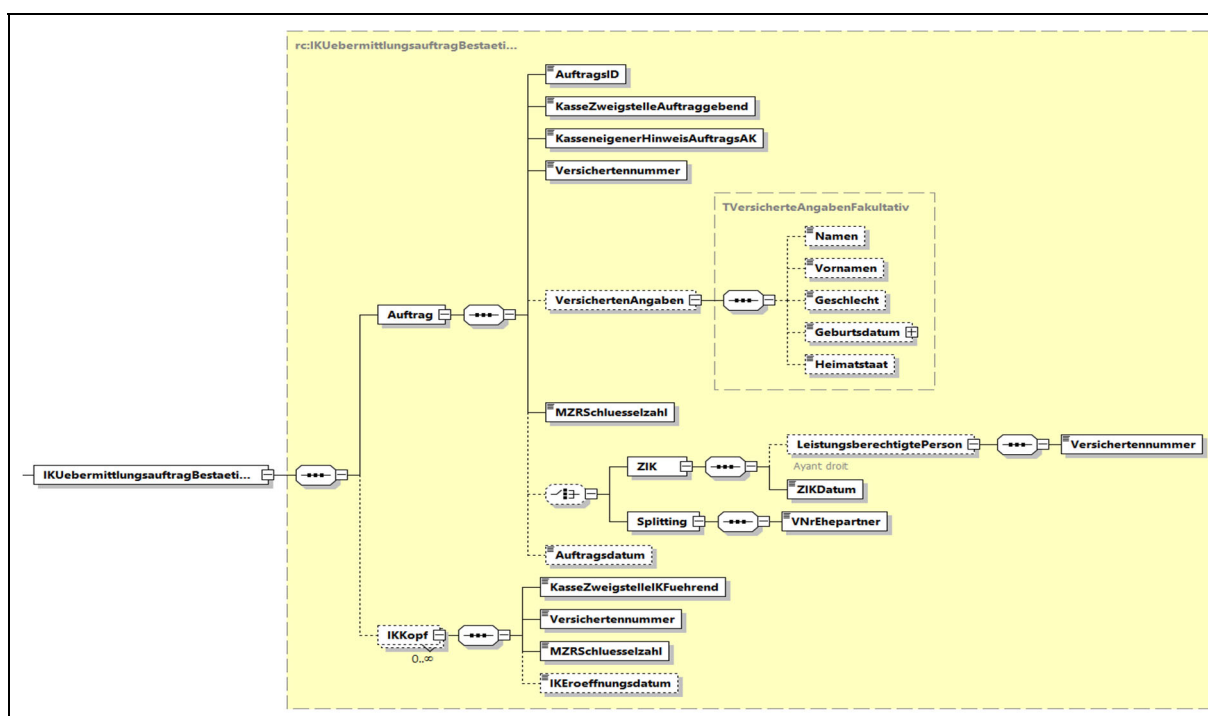 rc:IKUebermittlungsauftragBestaeti...
AuftragsID
KasseZweigstelleAuftraggebend
KasseneigenerHinweisAuftragsAK
Versichertennummer
TVersicherteAngabenFakultativ
Namen
Vornamen
VersichertenAngaben
Geschlecht
Auftrag
Geburtsdatum
Heimatstaat
MZRSchluesselzahl
LeistungsberechtigtePerson
Versichertennummer
Ayant droit
ZIK
IKUebermittlungsauftragBestaeti...
ZIKDatum
Splitting
VNrEhepartner
Auftragsdatum
KasseZweigstelleIKFuehrend
Versichertennummer
IKKopf
0..∞
MZRSchluesselzahl
IKEroeffnungsdatum